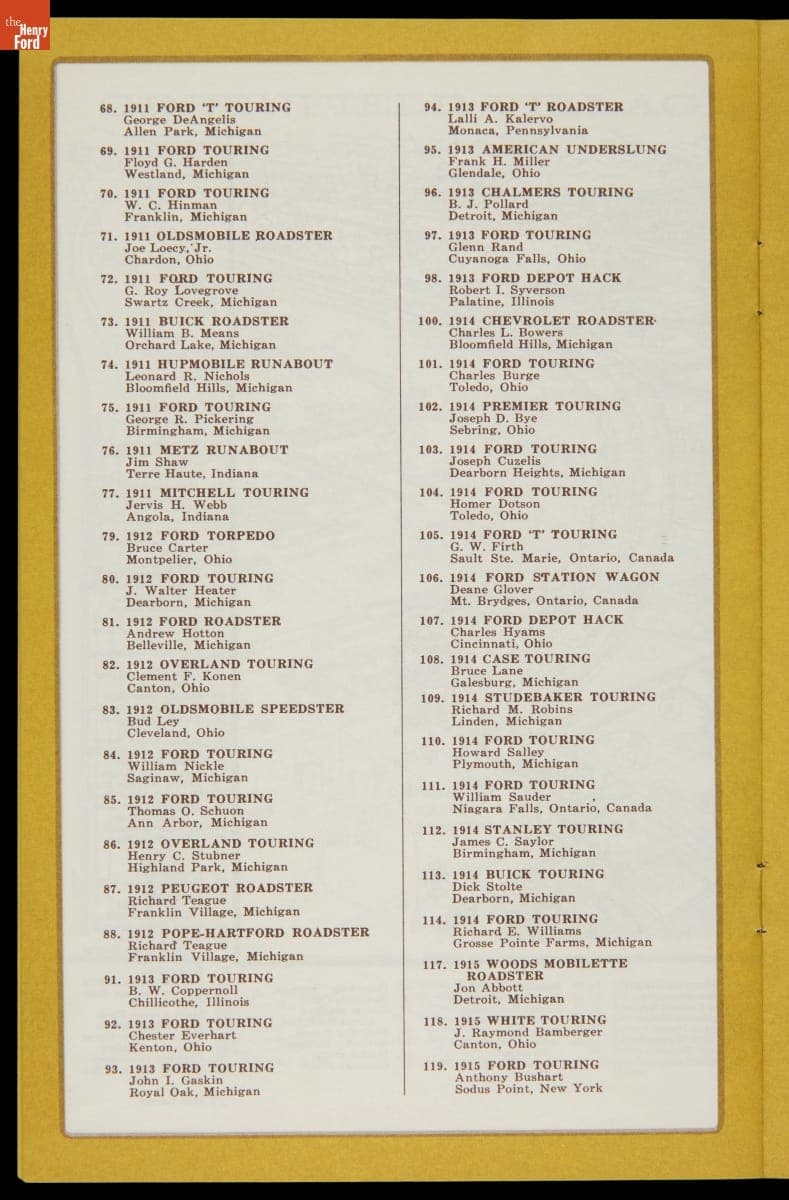 the
Henry
Ford
68. 1911 FORD 'T' TOURING
George DeAngelis
Allen Park, Michigan
69. 1911 FORD TOURING
Floyd G. Harden
Westland, Michigan
70. 1911 FORD TOURING
W. C. Hinman
Franklin, Michigan
71. 1911 OLDSMOBILE ROADSTER
Joe Loecy, Jr.
Chardon, Ohio
72. 1911 FORD TOURING
G. Roy Lovegrove
Swartz Creek, Michigan
73. 1911 BUICK ROADSTER
William B. Means
Orchard Lake, Michigan
74. 1911 HUPMOBILE RUNABOUT
Leonard R. Nichols
Bloomfield Hills, Michigan
75. 1911 FORD TOURING
George R. Pickering
Birmingham, Michigan
76. 1911 METZ RUNABOUT
Jim Shaw
Terre Haute, Indiana
77. 1911 MITCHELL TOURING
Jervis H. Webb
Angola, Indiana
79. 1912 FORD TORPEDO
Bruce Carter
Montpelier, Ohio
80. 1912 FORD TOURING
J. Walter Heater
Dearborn, Michigan
81. 1912 FORD ROADSTER
Andrew Hotton
Belleville, Michigan
82. 1912 OVERLAND TOURING
Clement F. Konen
Canton, Ohio
83. 1912 OLDSMOBILE SPEEDSTER
Bud Ley
Cleveland, Ohio
84. 1912 FORD TOURING
William Nickle
Saginaw, Michigan
85. 1912 FORD TOURING
Thomas O. Schuon
Ann Arbor, Michigan
86. 1912 OVERLAND TOURING
Henry C. Stubner
Highland Park, Michigan
87. 1912 PEUGEOT ROADSTER
Richard Teague
Franklin Village, Michigan
88. 1912 POPE-HARTFORD ROADSTER
Richard Teague
Franklin Village, Michigan
91. 1913 FORD TOURING
B. W. Coppernoll
Chillicothe, Illinois
92. 1913 FORD TOURING
Chester Everhart
Kenton, Ohio
93. 1913 FORD TOURING
John I. Gaskin
Royal Oak, Michigan
94. 1913 FORD 'T' ROADSTER
Lalli A. Kalervo
Monaca, Pennsylvania
95. 1913 AMERICAN UNDERSLUNG
Frank H. Miller
Glendale, Ohio
96. 1913 CHALMERS TOURING
B. J. Pollard
Detroit, Michigan
97. 1913 FORD TOURING
Glenn Rand
Cuyanoga Falls, Ohio
98. 1913 FORD DEPOT HACK
Robert I. Syverson
Palatine, Illinois
100. 1914 CHEVROLET ROADSTER
Charles L. Bowers
Bloomfield Hills, Michigan
101. 1914 FORD TOURING
Charles Burge
Toledo, Ohio
102. 1914 PREMIER TOURING
Joseph D. Bye
Sebring, Ohio
103. 1914 FORD TOURING
Joseph Cuzelis
Dearborn Heights, Michigan
104. 1914 FORD TOURING
Homer Dotson
Toledo, Ohio
105. 1914 FORD 'T' TOURING
G. W. Firth
Sault Ste. Marie, Ontario, Canada
106. 1914 FORD STATION WAGON
Deane Glover
Mt. Brydges, Ontario, Canada
107. 1914 FORD DEPOT HACK
Charles Hyams
Cincinnati, Ohio
108. 1914 CASE TOURING
Bruce Lane
Galesburg, Michigan
109. 1914 STUDEBAKER TOURING
Richard M. Robins
Linden, Michigan
110. 1914 FORD TOURING
Howard Salley
Plymouth, Michigan
111. 1914 FORD TOURING
William Sauder
Niagara Falls, Ontario, Canada
112. 1914 STANLEY TOURING
James C. Saylor
Birmingham, Michigan
113. 1914 BUICK TOURING
Dick Stolte
Dearborn, Michigan
114. 1914 FORD TOURING
Richard E. Williams
Grosse Pointe Farms, Michigan
117. 1915 WOODS MOBILETTE
ROADSTER
Jon Abbott
Detroit, Michigan
118. 1915 WHITE TOURING
J. Raymond Bamberger
Canton, Ohio
119. 1915 FORD TOURING
Anthony Bushart
Sodus Point, New York